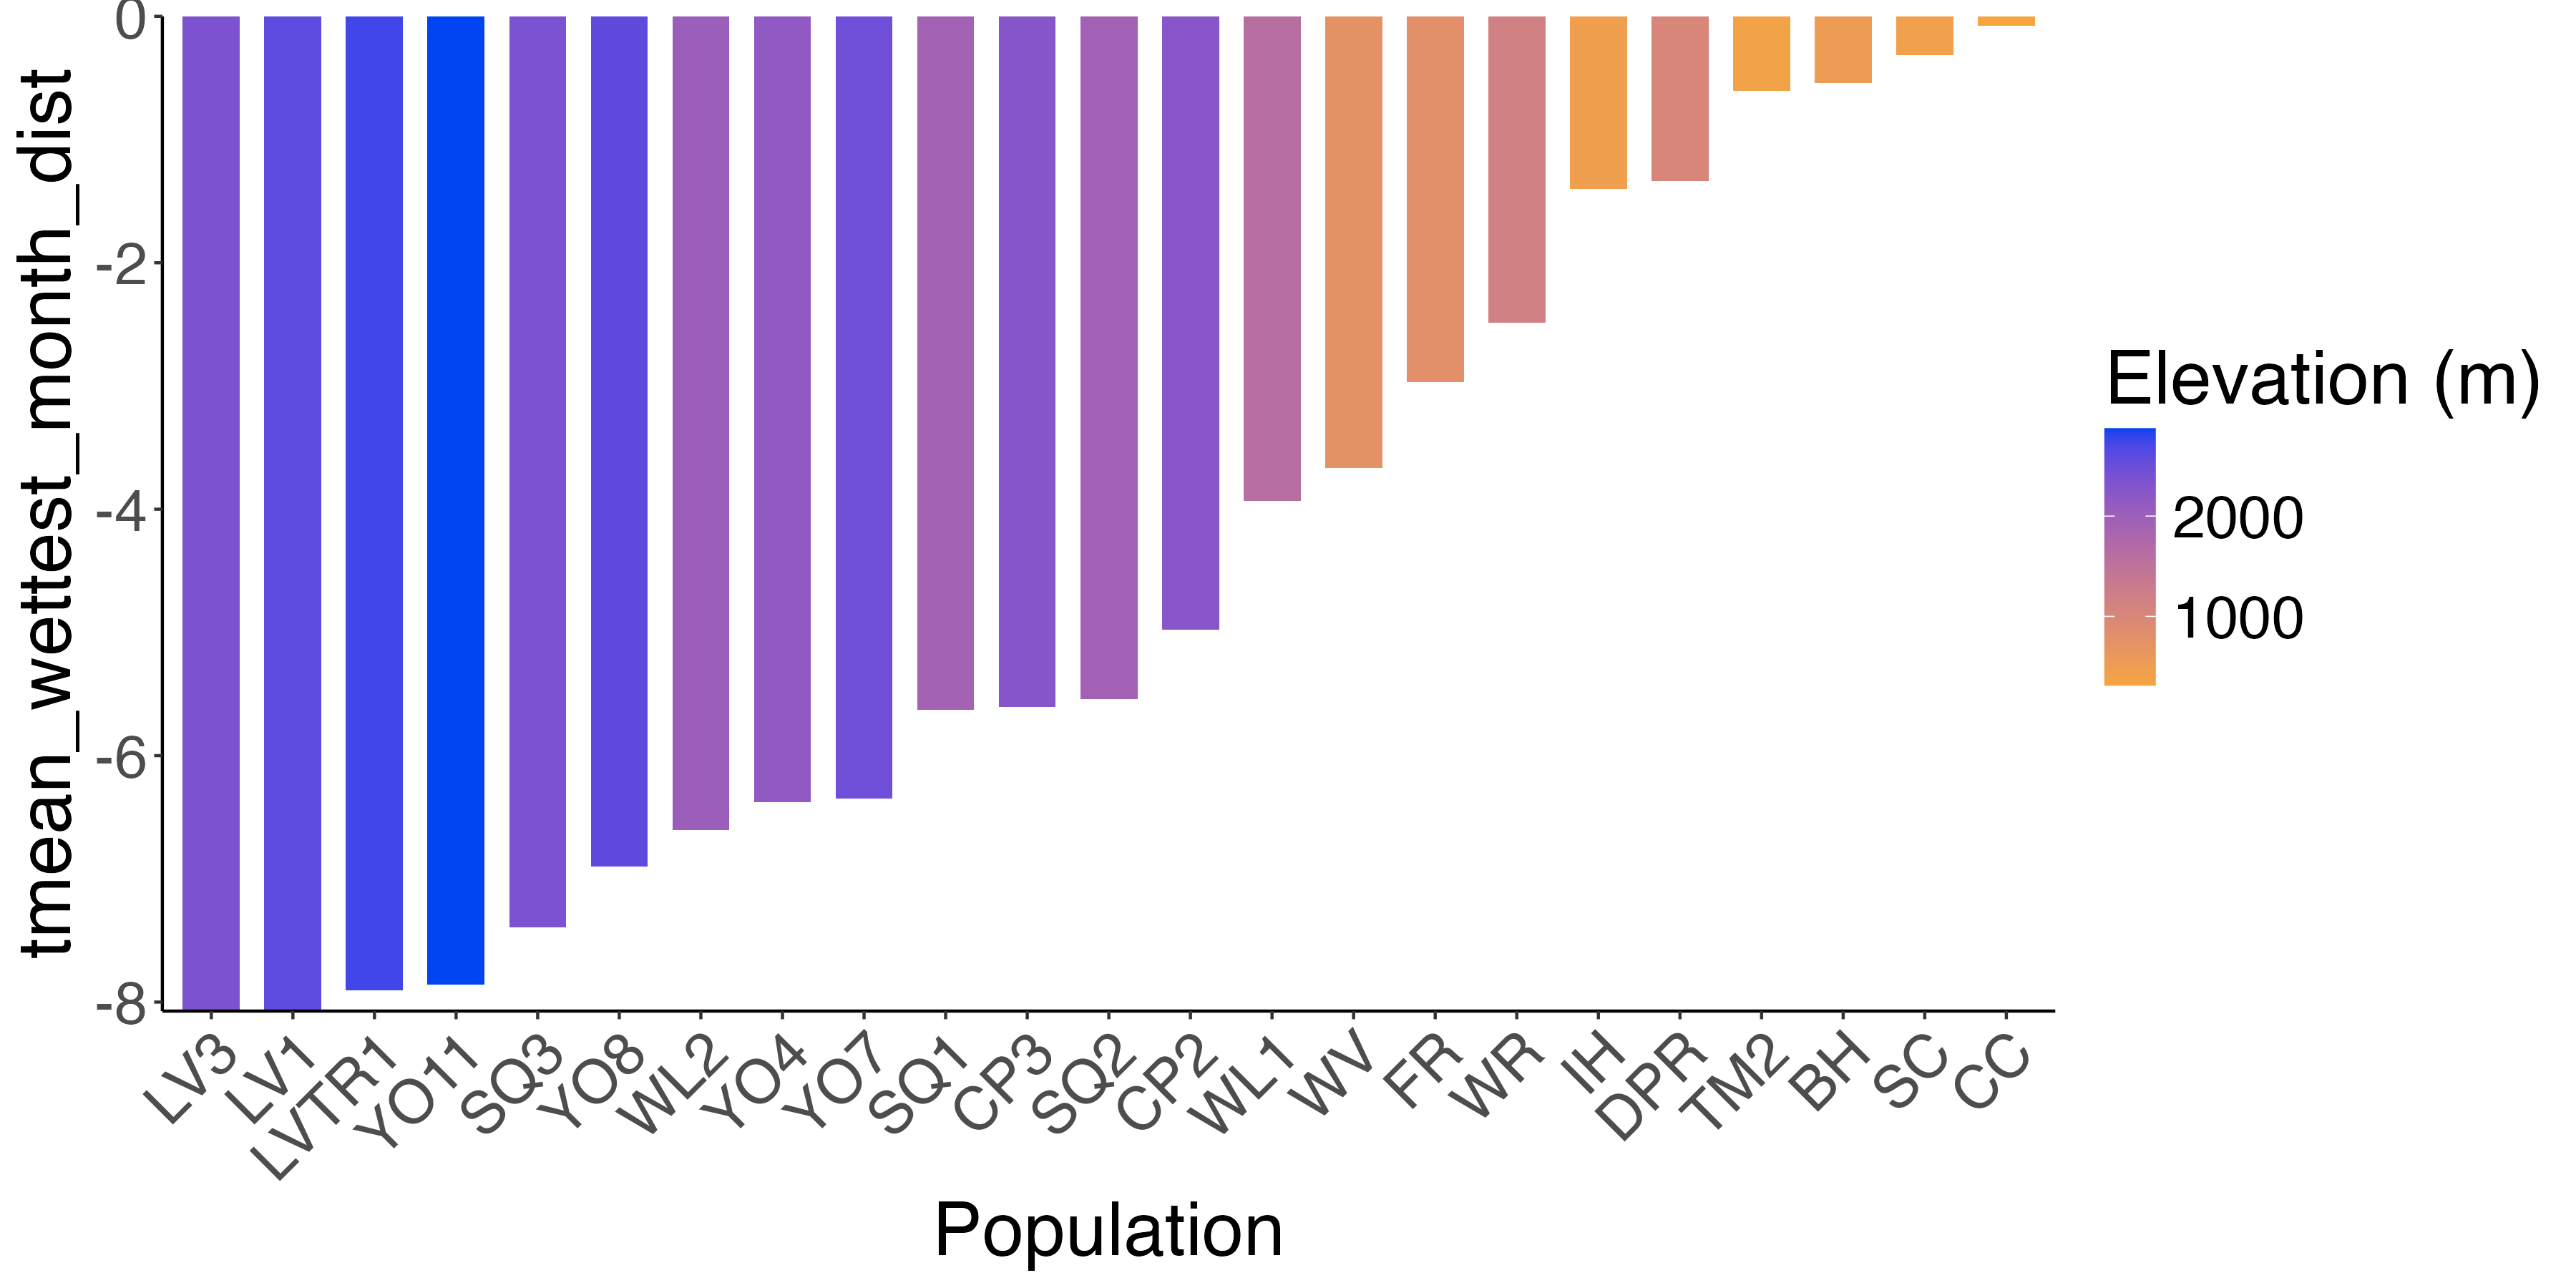 tmean_wettest_month_dist
0
-2
-4
-6
-8
LV3
LV1
LVTR1
YO11
SQ3
YO8
WL2
YO4
YO7
SQ1
CP3
SQ2
CP2
WL1
WV
FR
WR
IH
DPR
TM2
BH
SC
CC
Population
Elevation (m)
2000
1000